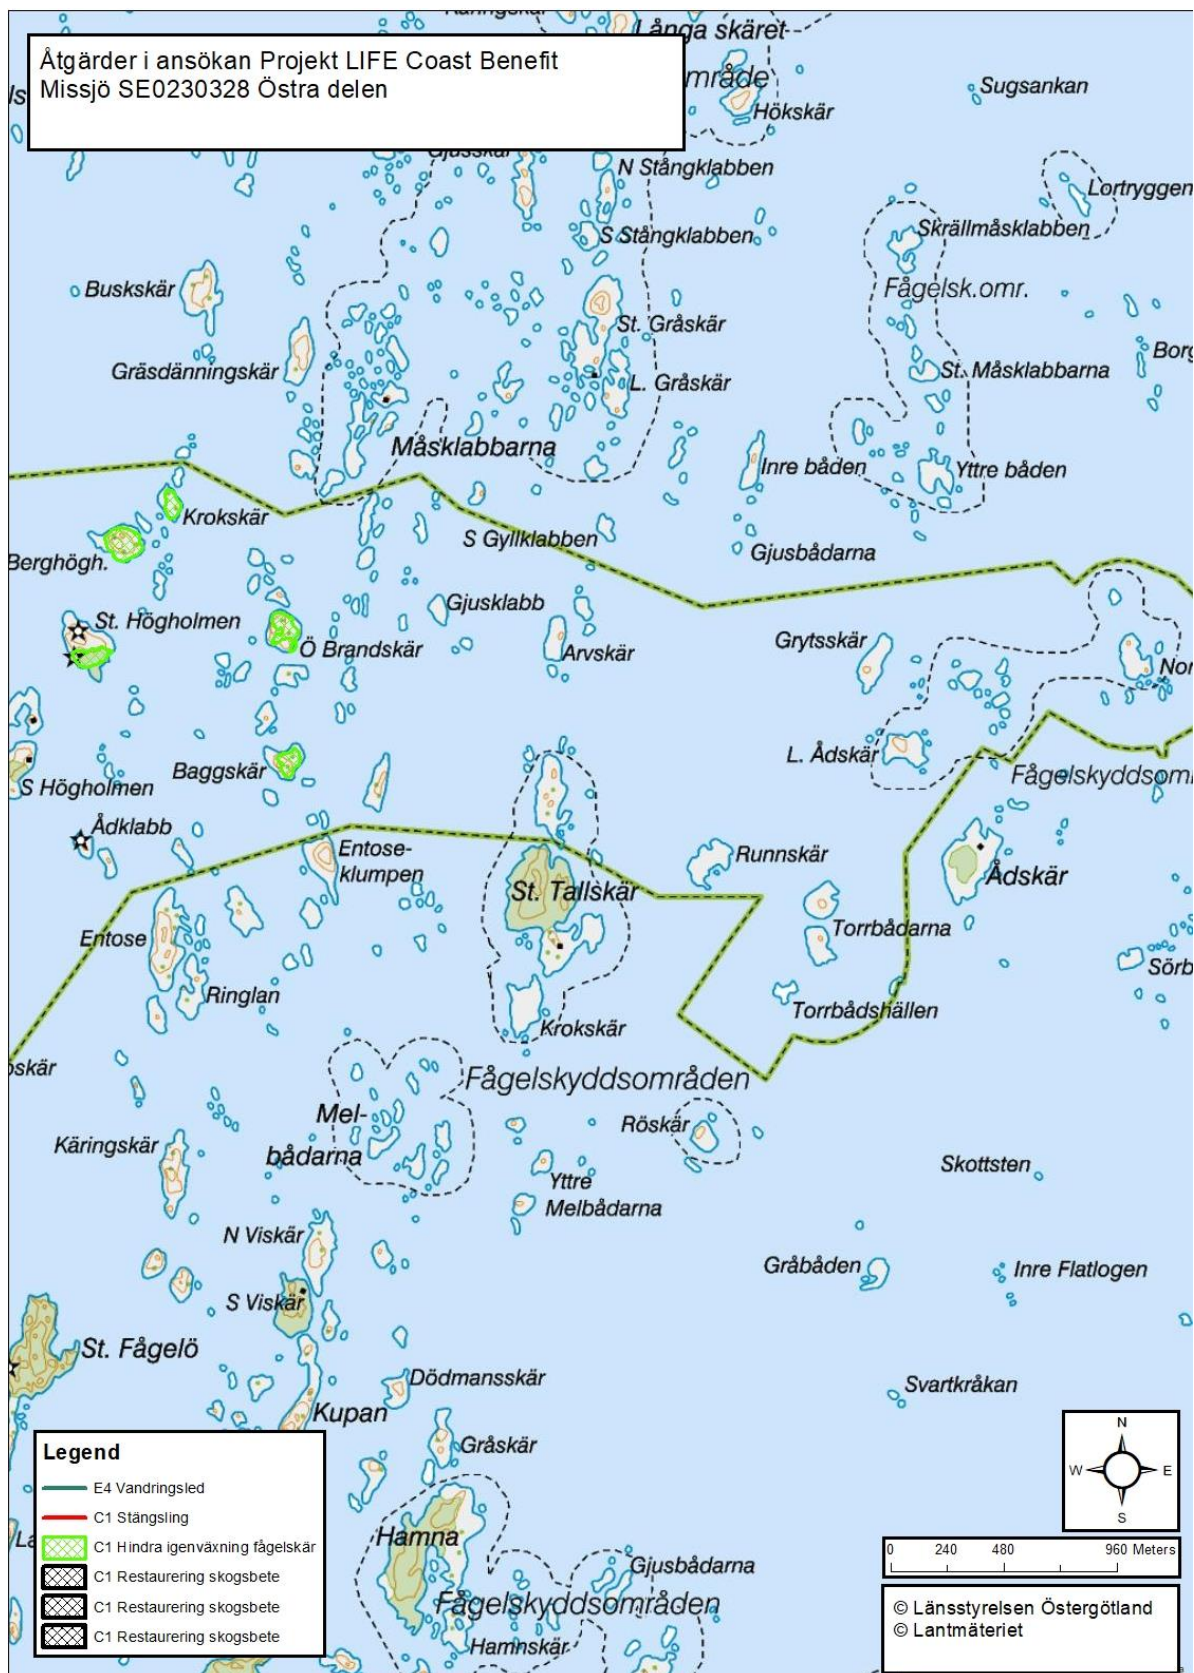 Långa skäret
Åtgärder i ansökan Projekt LIFE Coast Benefit
Missjö SE0230328 Östra delen
Sugsankan
Hökskär
N Stångklabben
Lortryggen
S Stångklabben
Skrällmåsklabben
Buskskär
Fågelsk.omr.
St. Gråskär
Gräsdänningskär
L. Gråskär
St. Måsklabbarna
Måsklabbarna
Inre båden
Yttre båden
Krokskär
S Gyllklabben
Gjusbådarna
Berghögh.
Gjusklabb
St. Högholmen
Ö Brandskär
Arvskär
Grytsskär
Nor
L. Ådskär
Baggskär
Fågelskyddsomr
S Högholmen
Ådklabb
Entose-
klumpen
Runnskär
St. Tallskär
Ådskär
Entose
Torrbådarna
Sörb
Ringlan
Torrbådshällen
Krokskär
oskär
Fågelskyddsområden
Mel-
bådarna
Röskär
Käringskär
Skottsten
Yttre
Melbådarna
N Viskär
Gråbåden
Inre Flatlogen
S Viskär
St. Fågelö
Dödmansskär
Svartkråkan
Kupan
Gråskär
Hamna
Gjusbådarna
Fågelskyddsområden
Hamnskär
Legend
E4 Vandringsled
C1 Stängsling
C1 Hindra igenväxning fågelskär
C1 Restaurering skogsbete
C1 Restaurering skogsbete
C1 Restaurering skogsbete
N
W E
S
0 240 480 960 Meters
© Länsstyrelsen Östergötland
© Lantmäteriet